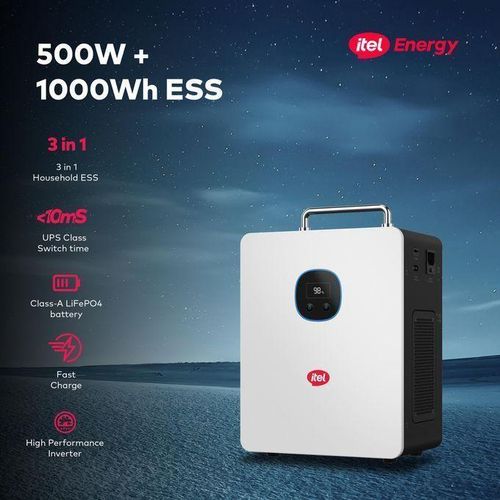 itel Energy
500W +
1000Wh ESS
3 in 1
3 in 1
Household ESS
<10mS
UPS Class
Switch time
Class-A LiFePO4
battery
Fast
Charge
High Performance
Inverter
98%
itel